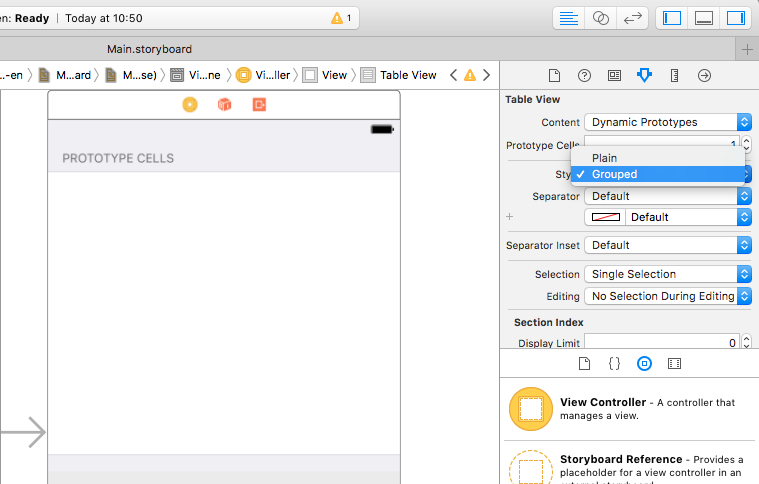 en: Ready | Today at 10:50 1
Main.storyboard
...-en M...ard M...se) Vi...ne Vi...ller View Table View
Table View
Content Dynamic Prototypes
Prototype Cells 1
Plain
Sty Grouped
Separator Default
Default
Separator Inset Default
Selection Single Selection
Editing No Selection During Editing
Section Index
Display Limit 0
PROTOTYPE CELLS
View Controller - A controller that
manages a view.
Storyboard Reference - Provides a
placeholder for a view controller in an
external storyboard.